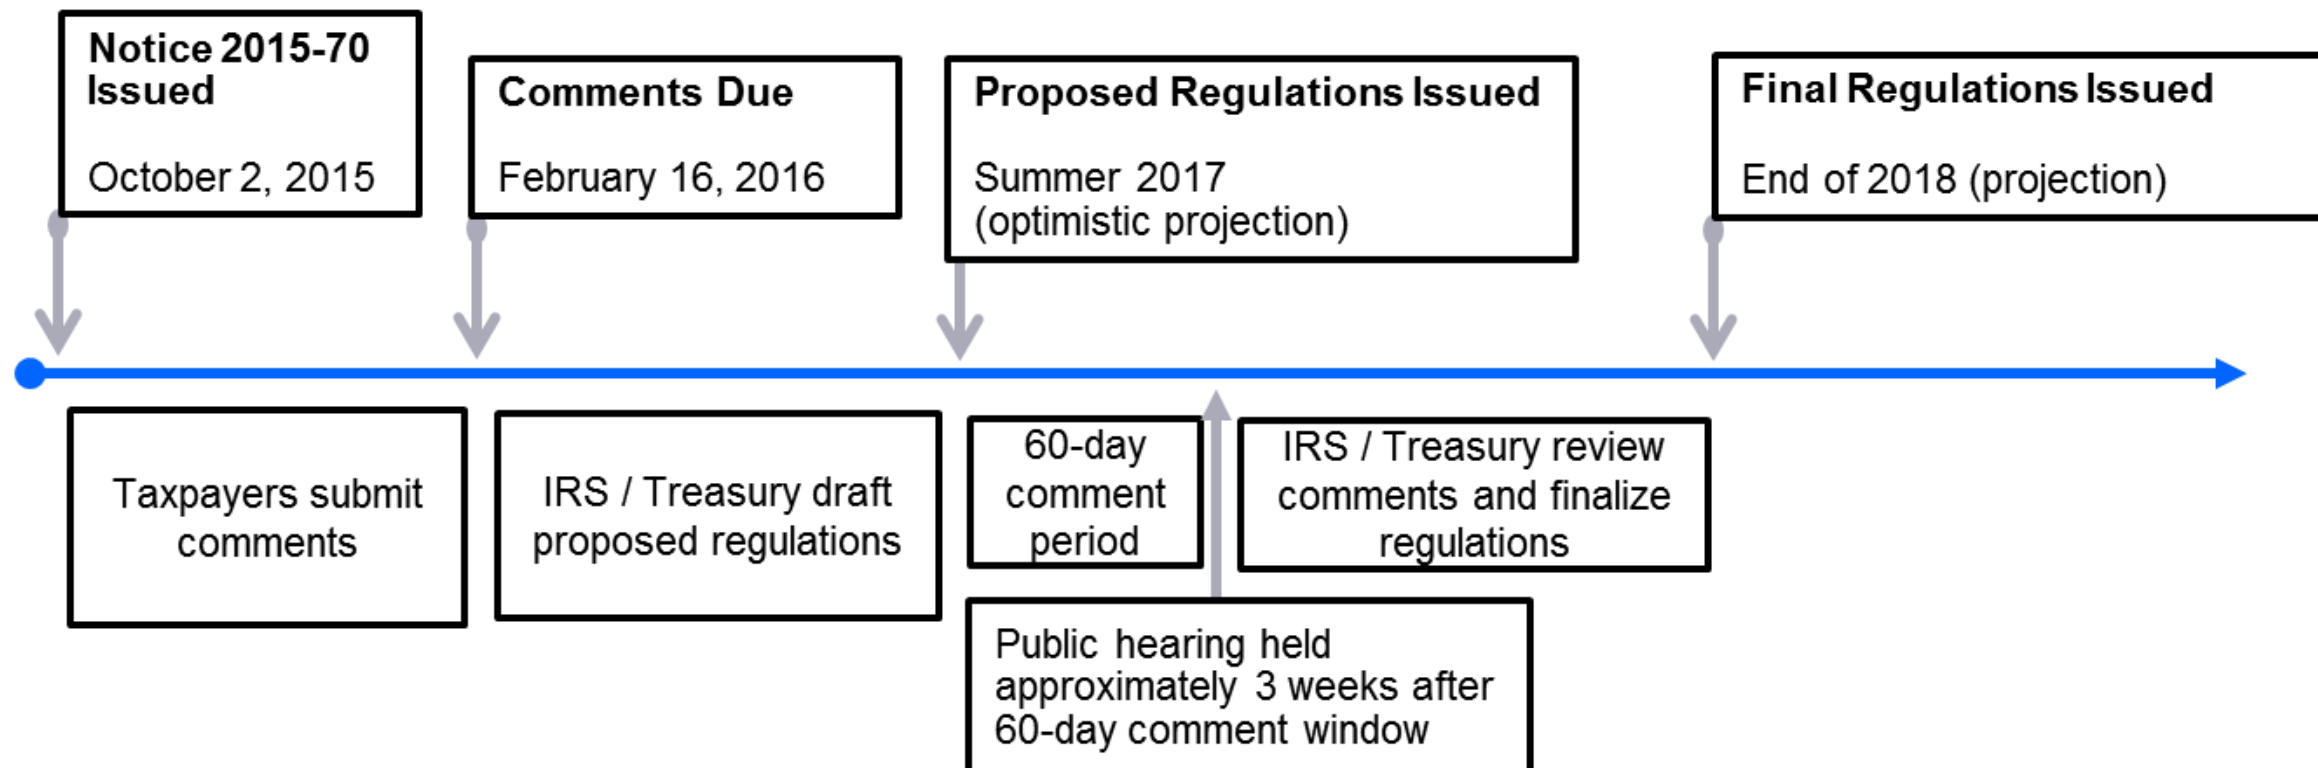 Notice 2015-70
Issued
October 2, 2015
Comments Due
February 16, 2016
Proposed Regulations Issued
Summer 2017
(optimistic projection)
Final Regulations Issued
End of 2018 (projection)
Taxpayers submit
comments
IRS / Treasury draft
proposed regulations
60-day
comment
period
IRS / Treasury review
comments and finalize
regulations
Public hearing held
approximately 3 weeks after
60-day comment window